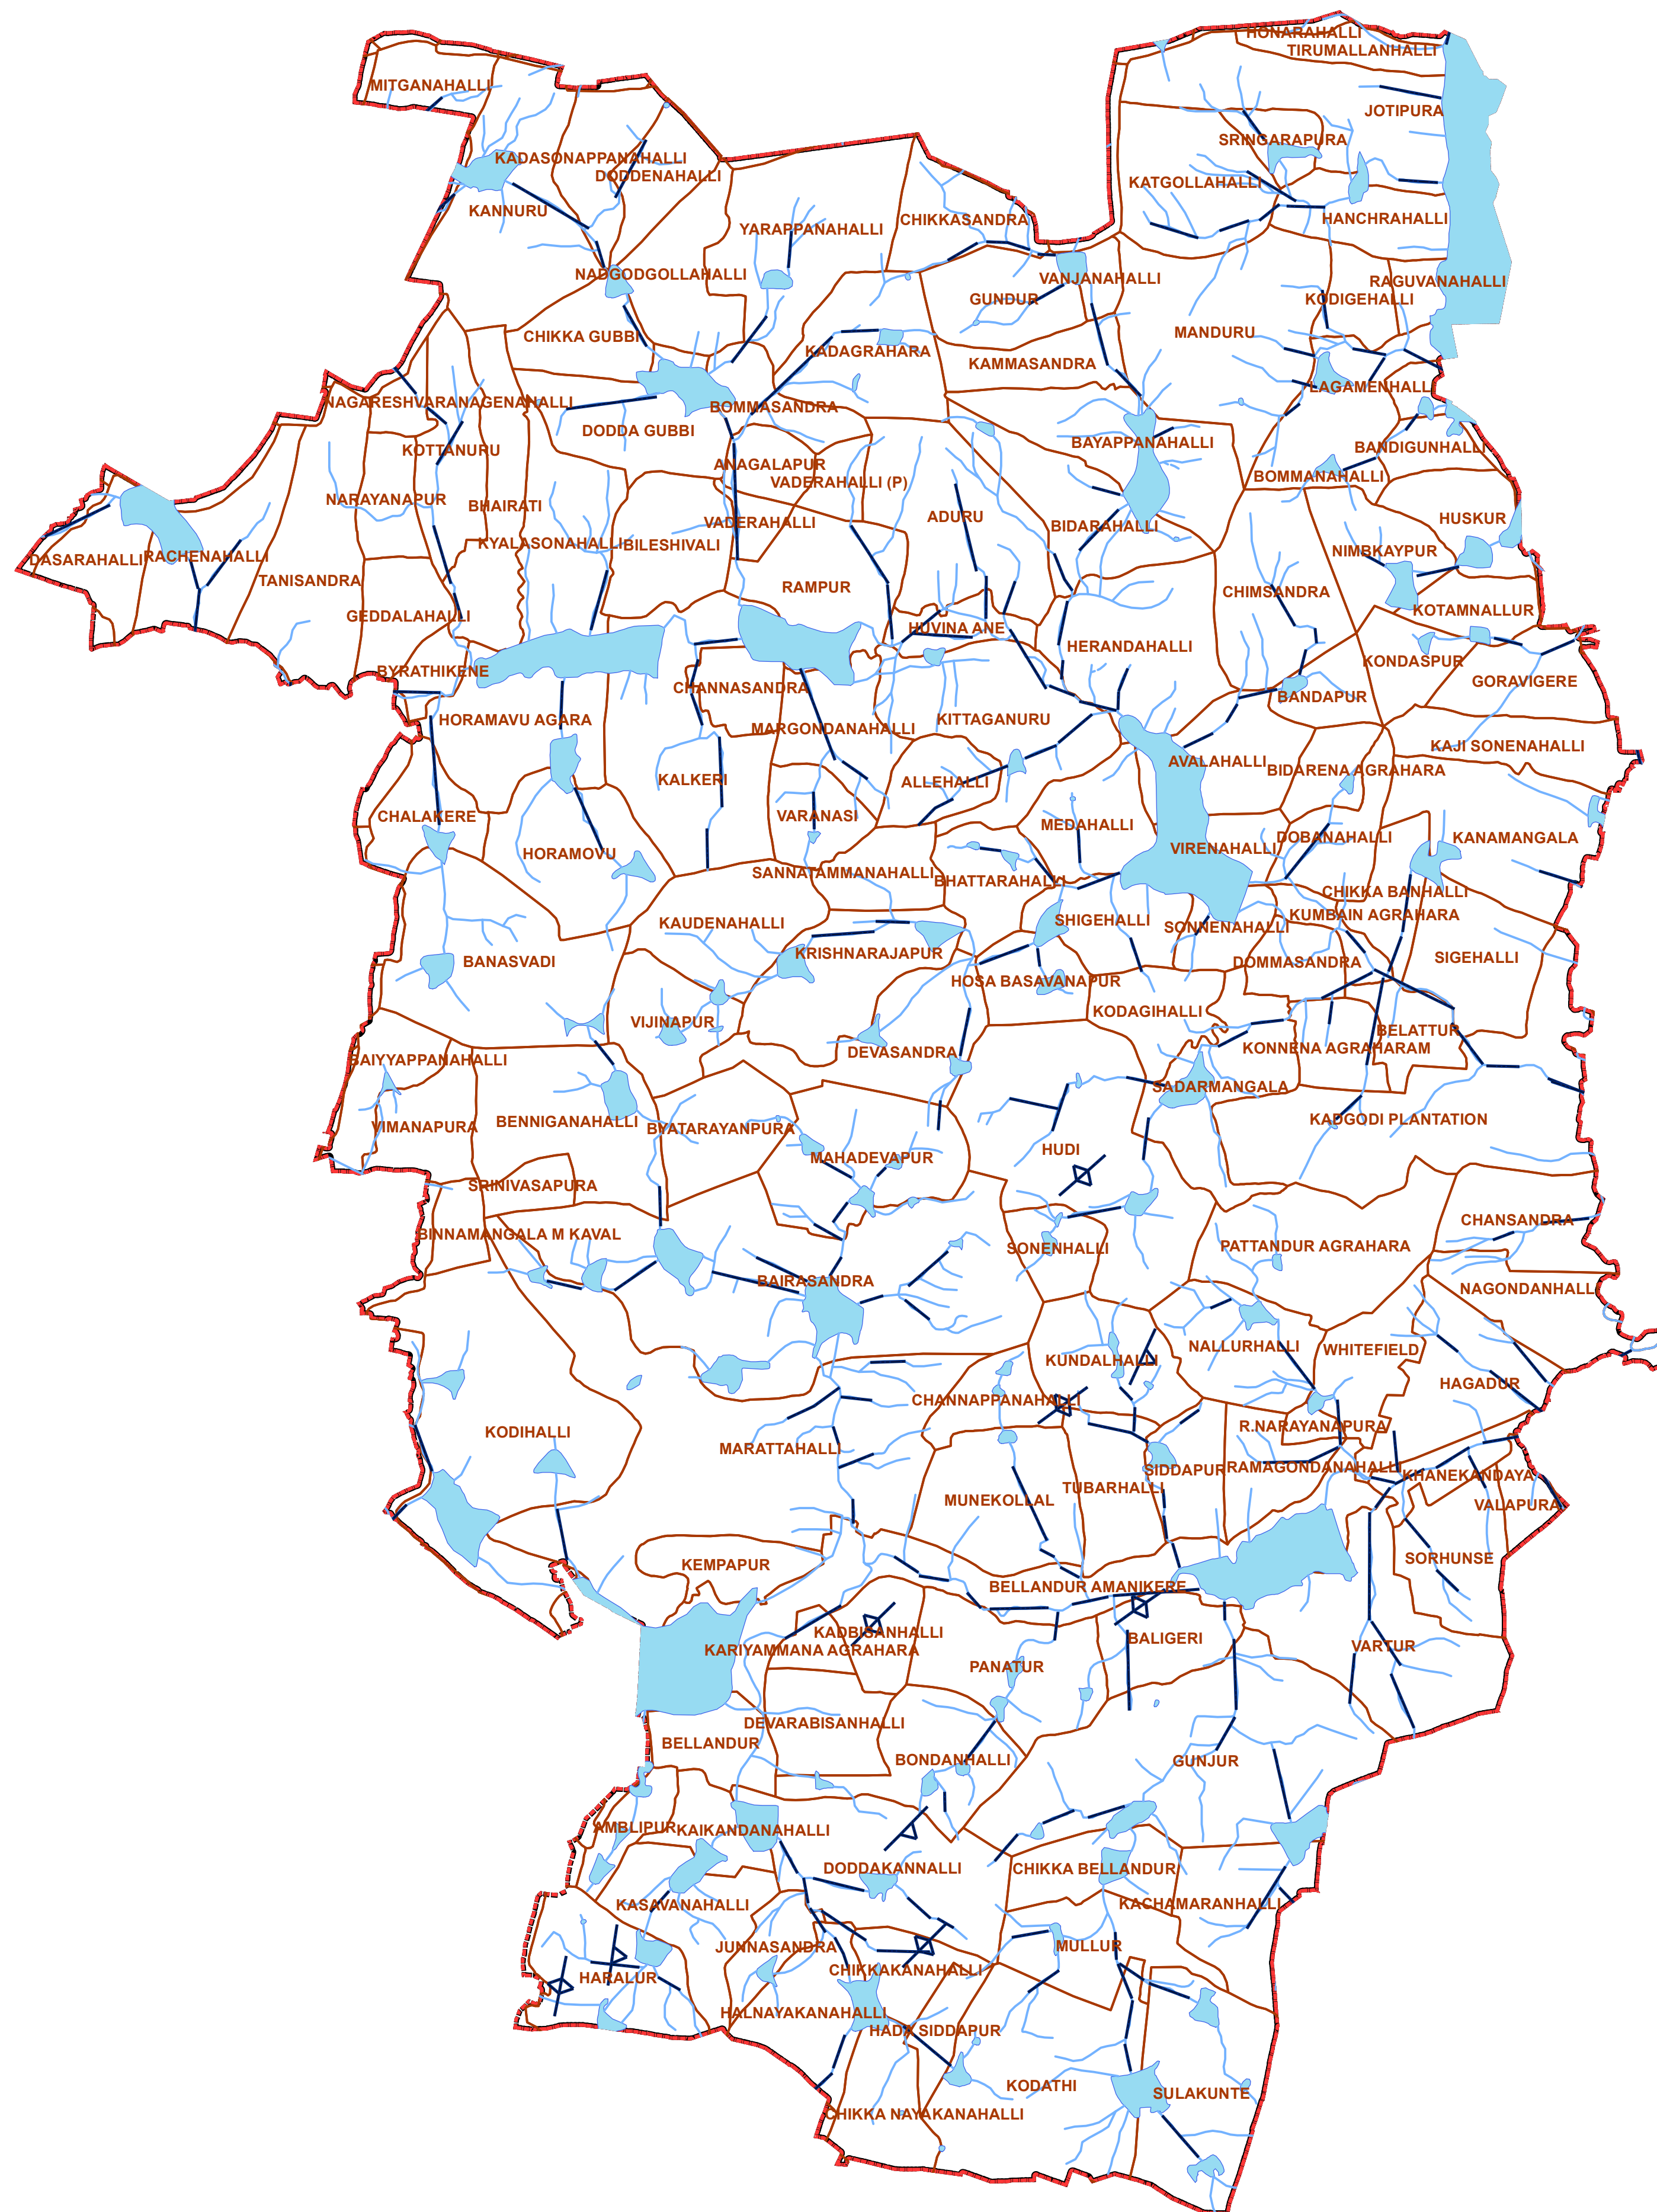 HONARAHALLI
TIRUMALLANHALLI
MITGANAHALLI
JOTIPURA
SRINGARAPURA
KADASONAPPANAHALLI
DODDENAHALLI
KATGOLLAHALLI
KANNURU
CHIKKASANDRA
HANCHRAHALLI
YARAPPANAHALLI
NADGODGOLLAHALLI
VANJANAHALLI
RAGUVANAHALLI
GUNDUR
KODIGEHALLI
CHIKKA GUBBI
MANDURU
KADAGRAHARA
KAMMASANDRA
LAGAMENHALLI
NAGARESHVARANAGENAHALLI
BOMMASANDRA
DODDA GUBBI
BAYAPPANAHALLI
KOTTANURU
BANDIGUNHALLI
ANAGALAPUR
VADERAHALLI (P)
BOMMANAHALLI
NARAYANAPUR
BHAIRATI
VADERAHALLI
ADURU
BIDARAHALLI
HUSKUR
KYALASONAHALLI
BILESHIVALI
NIMBKAYPUR
DASARAHALLI
RACHENAHALLI
TANISANDRA
RAMPUR
CHIMSANDRA
KOTAMNALLUR
GEDDALAHALLI
HUVINA ANE
HERANDAHALLI
KONDASPUR
BYRATHIKENE
GORAVIGERE
CHANNASANDRA
BANDAPUR
HORAMAVU AGARA
KITTAGANURU
MARGONDANAHALLI
KAJI SONENAHALLI
AVALAHALLI
BIDARENA AGRAHARA
KALKERI
ALLEHALLI
CHALAKERE
VARANASI
MEDAHALLI
DOBANAHALLI
KANAMANGALA
VIRENAHALLI
HORAMOVU
SANNATAMMANAHALLI
BHATTARAHALLI
CHIKKA BANHALLI
KUMBAIN AGRAHARA
KAUDENAHALLI
SHIGEHALLI
SONNENAHALLI
KRISHNARAJAPUR
SIGEHALLI
BANASVADI
DOMMASANDRA
HOSA BASAVANAPUR
KODAGIHALLI
VIJINAPUR
BELATTUR
KONNENA AGRAHARAM
DEVASANDRA
BAIYYAPPANAHALLI
SADARMANGALA
KADGODI PLANTATION
BENNIGANAHALLI
VIMANAPURA
BYATARAYANPURA
HUDI
MAHADEVAPUR
SRINIVASAPURA
CHANSANDRA
BINNAMANGALA M KAVAL
SONENHALLI
PATTANDUR AGRAHARA
BAIRASANDRA
NAGONDANHALL
NALLURHALLI
WHITEFIELD
KUNDALHALLI
HAGADUR
CHANNAPPANAHALLI
R.NARAYANAPURA
KODIHALLI
MARATTAHALLI
SIDDAPUR
RAMAGONDANAHALLI
KHANEKANDAYA
TUBARHALLI
MUNEKOLLAL
VALAPURA
SORHUNSE
KEMPAPUR
BELLANDUR AMANIKERE
KADBISANHALLI
BALIGERI
VARTUR
KARIYAMMANA AGRAHARA
PANATUR
DEVARABISANHALLI
BELLANDUR
BONDANHALLI
GUNJUR
AMBLIPUR
KAIKANDANAHALLI
DODDAKANNALLI
CHIKKA BELLANDUR
KASAVANAHALLI
KACHAMARANHALLI
JUNNASANDRA
MULLUR
CHIKKAKANAHALLI
HARALUR
HALNAYAKANAHALLI
HADX SIDDAPUR
KODATHI
SULAKUNTE
CHIKKA NAYAKANAHALLI